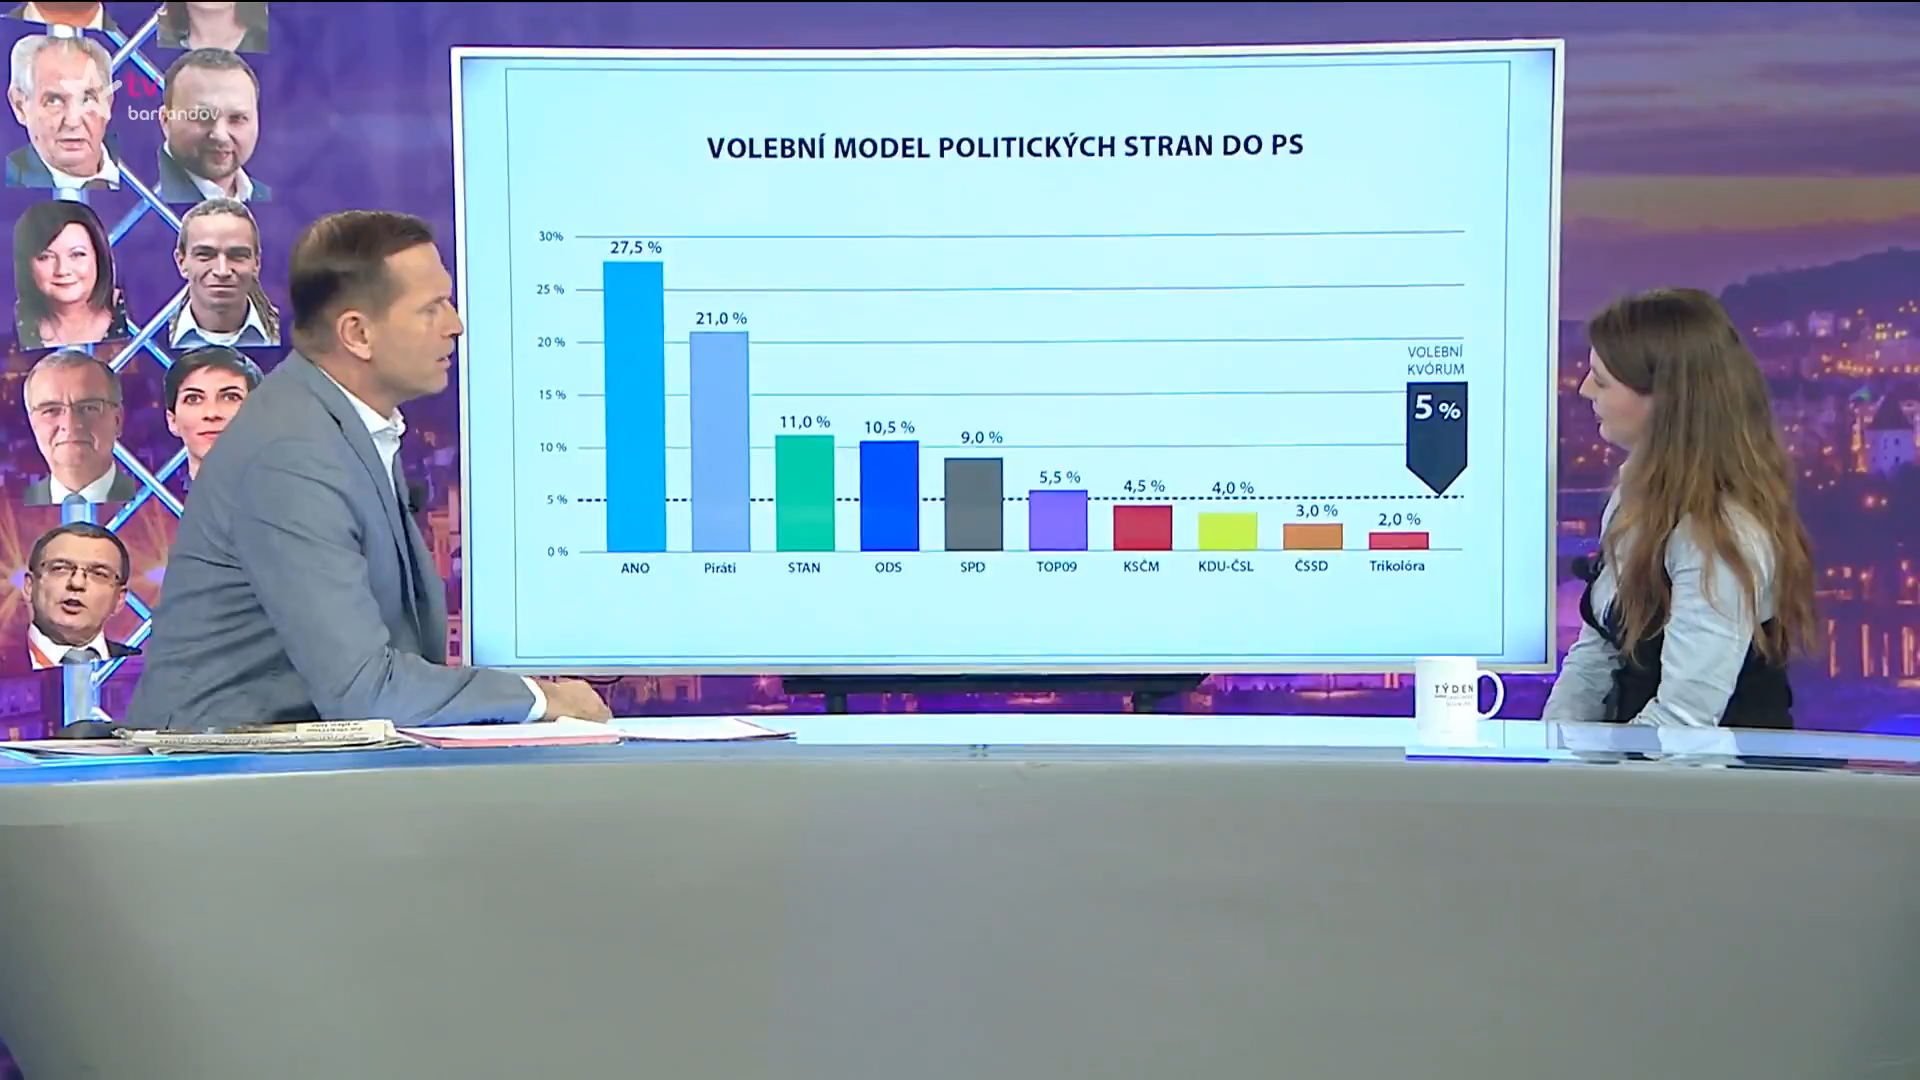 tv
barrandov
VOLEBNÍ MODEL POLITICKÝCH STRAN DO PS
30%
25 %
20 %
15 %
10 %
5 %
0 %
27,5 %
21,0 %
11,0 %
10,5 %
9,0 %
5,5 %
4,5 %
4,0 %
3,0 %
2,0 %
VOLEBNÍ
KVÓRUM
5 %
ANO Piráti STAN ODS SPD TOP09 KSČM KDU-ČSL ČSSD Trikolóra
TÝDEN